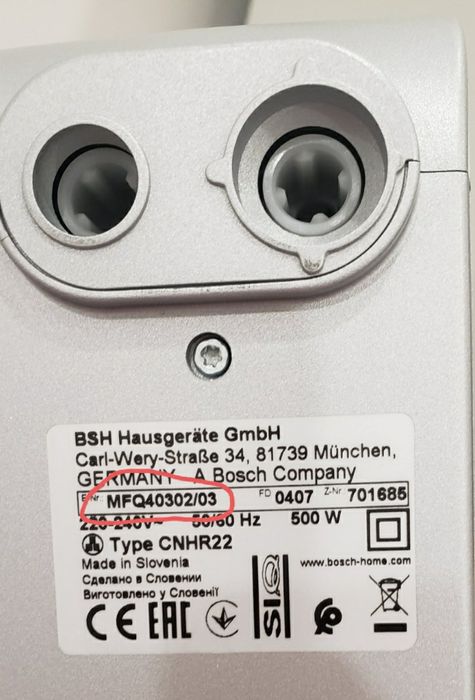 BSH Hausgeräte GmbH
Carl-Wery-Straße 34, 81739 München,
GERMANY - A Bosch Company
E-Nr. MFQ40302/03 FD 0407 Z-Nr. 701685
220-240V~ 50/60 Hz 500 W
Type CNHR22
Made in Slovenia www.bosch-home.com
Сделано в Словении
Виготовлено у Словенії
CE EAC SIQ